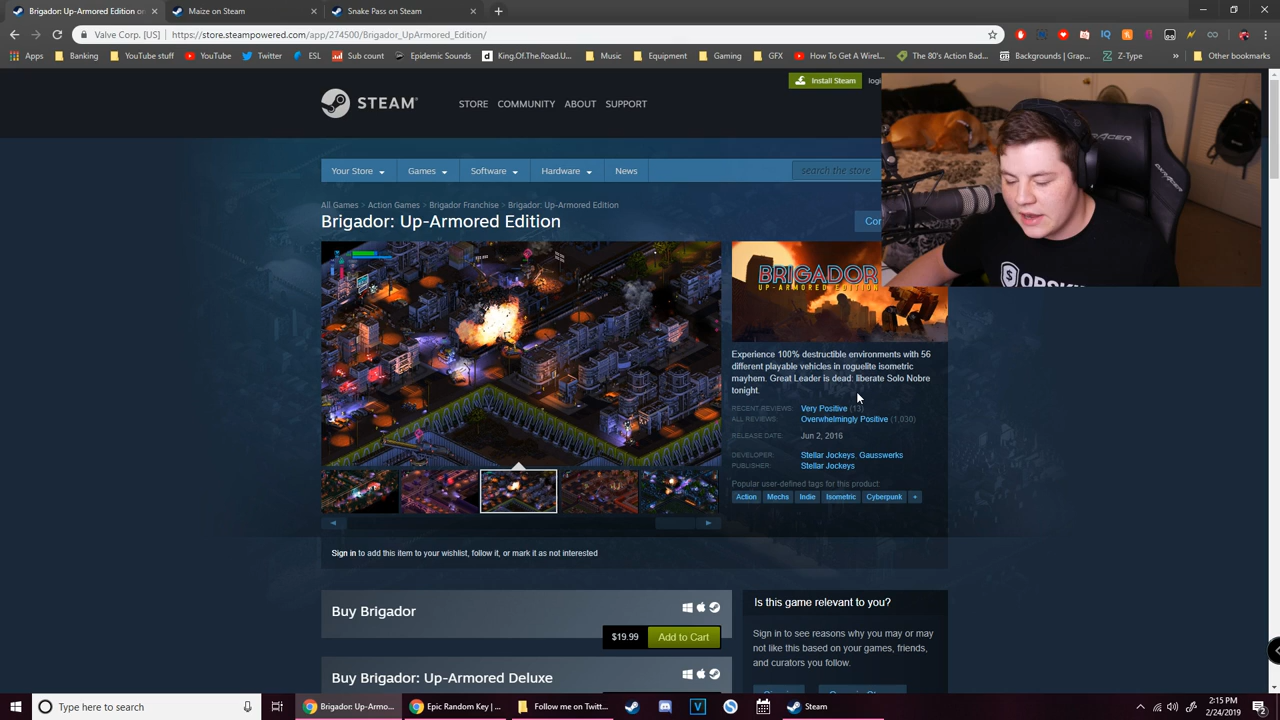 Brigador: Up-Armored Edition o
Valve Corp. [US]
https://store.steampowered.com/app/274500/Brigador_UpArmored_Edition/
Apps
Banking
YouTube stuff
YouTube
Twitter
ESL
Sub count
Epidemic Sounds
King.Of.The.Road.U...
Music
Equipment
Gaming
GFX
How To Get A Wirel...
The 80's Action Bad...
Backgrounds | Grap...
Z-Type
Other bookmarks
Install Steam
logi
STEAM
STORE COMMUNITY ABOUT SUPPORT
Your Store
Games
Software
Hardware
News
search the store
All Games > Action Games > Brigador Franchise > Brigador: Up-Armored Edition
Brigador: Up-Armored Edition
BRIGADOR
UP-ARMORED EDITION
Experience 100% destructible environments with 56
different playable vehicles in roguelite isometric
mayhem. Great Leader is dead: liberate Solo Nobre
tonight.
RECENT REVIEWS: Very Positive (13)
ALL REVIEWS: Overwhelmingly Positive (1,030)
RELEASE DATE: Jun 2, 2016
DEVELOPER: Stellar Jockeys, Gausswerks
PUBLISHER: Stellar Jockeys
Popular user-defined tags for this product:
Action Mechs Indie Isometric Cyberpunk +
Sign in to add this item to your wishlist, follow it, or mark it as not interested
Buy Brigador
$19.99 Add to Cart
Buy Brigador: Up-Armored Deluxe
Is this game relevant to you?
Sign in to see reasons why you may or may
not like this based on your games, friends,
and curators you follow.
Type here to search
Brigador: Up-Armo...
Epic Random Key | ...
Follow me on Twitt...
Steam
2:15 PM
2/24/2019